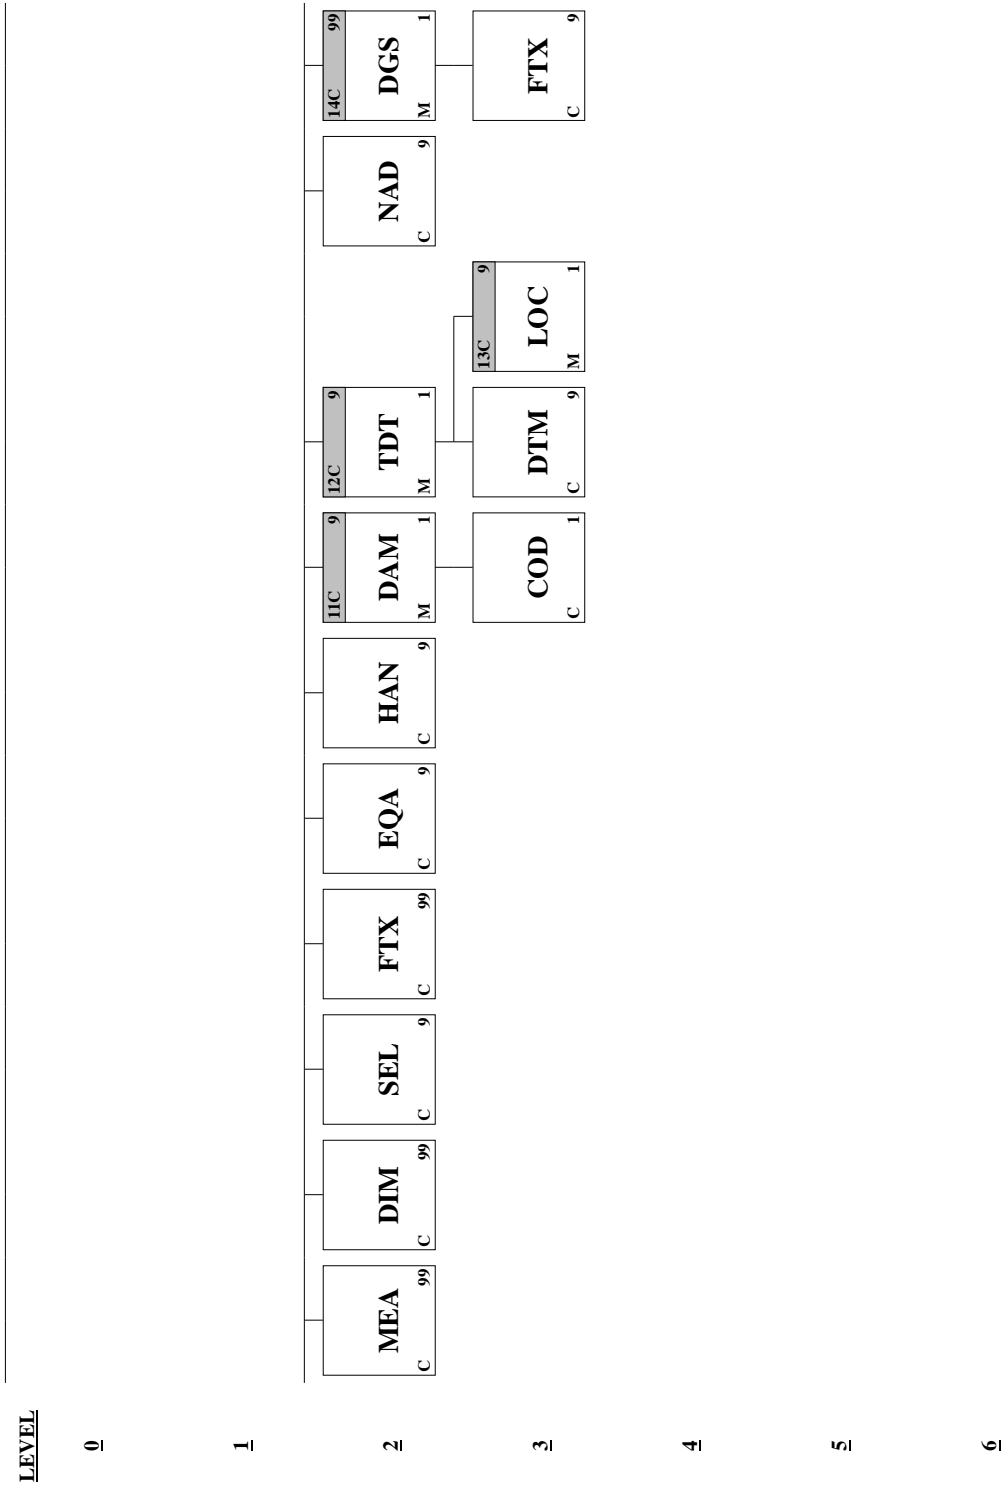 LEVEL
0
1
2
3
4
5
6
MEA
C 99
DIM
C 99
SEL
C 9
FTX
C 99
EQA
C 9
HAN
C 9
11C 9
DAM
M 1
12C 9
TDT
M 1
NAD
C 9
14C 99
DGS
M 1
COD
C 1
DTM
C 9
13C 9
LOC
M 1
FTX
C 9